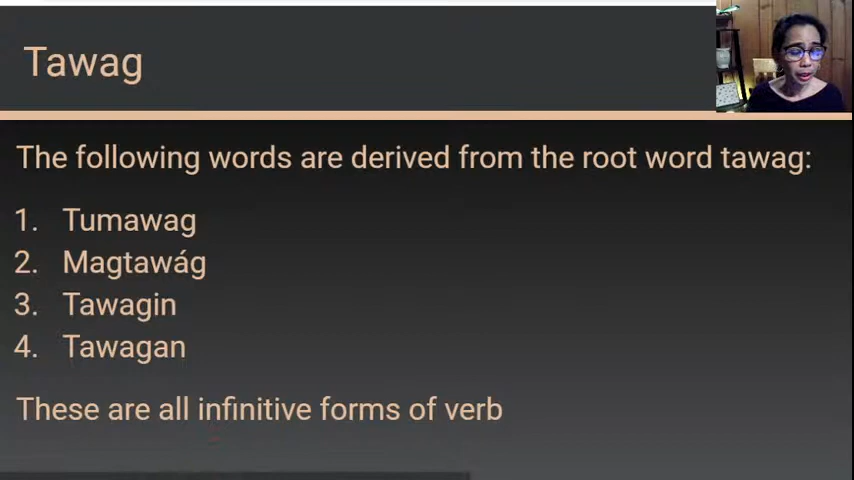 Tawag
The following words are derived from the root word tawag:
1. Tumawag
2. Magtawág
3. Tawagin
4. Tawagan
These are all infinitive forms of verb